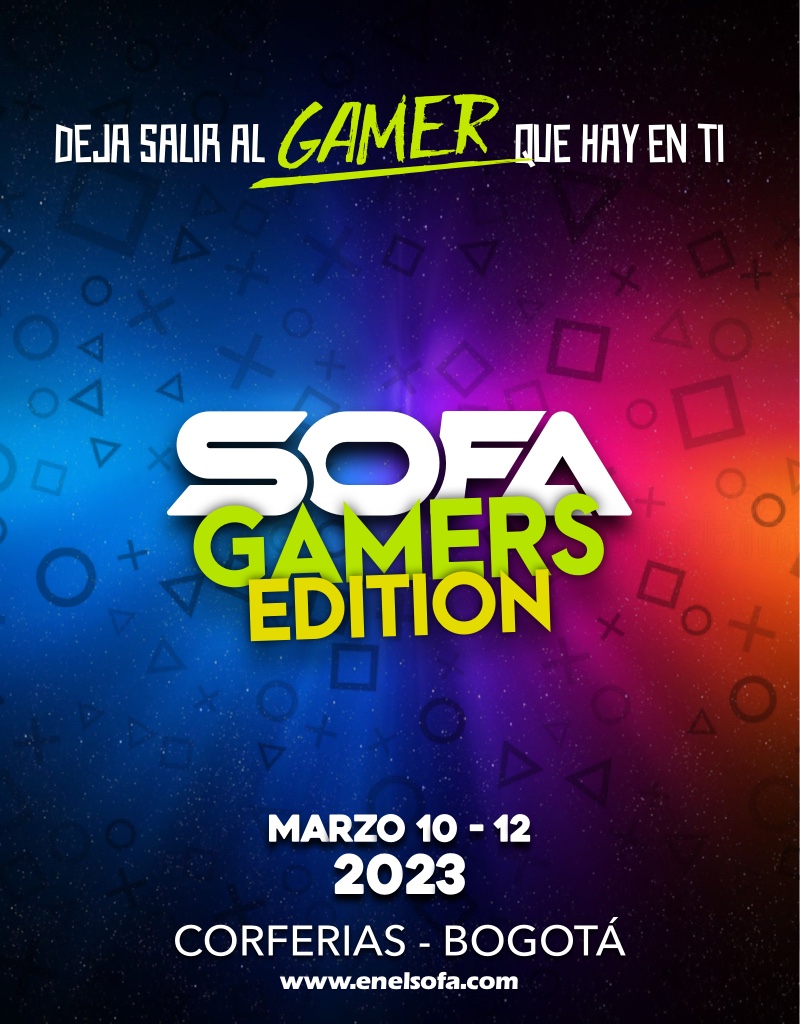 DEJA SALIR AL GAMER QUE HAY EN TI
SOFA
GAMERS
EDITION
MARZO 10 - 12
2023
CORFERIAS - BOGOTÁ
www.enelsofa.com